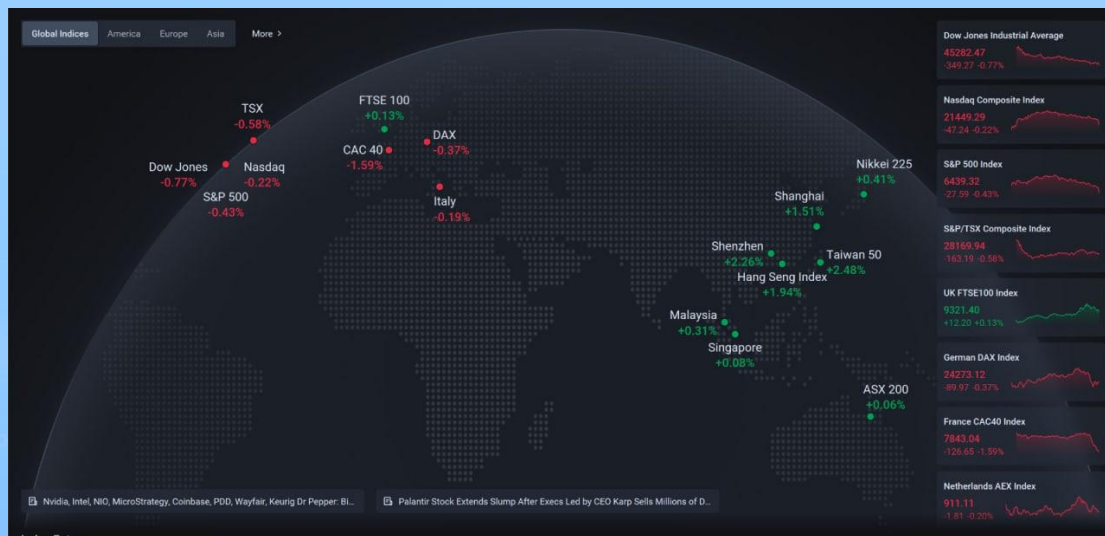 Global Indices America Europe Asia More >
TSX
-0.58%
Dow Jones
-0.77%
Nasdaq
-0.22%
S&P 500
-0.43%
FTSE 100
+0.13%
CAC 40
-1.59%
DAX
-0.37%
Italy
-0.19%
Nikkei 225
+0.41%
Shanghai
+1.51%
Shenzhen
+2.26%
Taiwan 50
+2.48%
Hang Seng Index
+1.94%
Malaysia
+0.31%
Singapore
+0.08%
ASX 200
+0,06%
Nvidia, Intel, NIO, MicroStrategy, Coinbase, PDD, Wayfair, Keurig Dr Pepper: Bi...
Palantir Stock Extends Slump After Execs Led by CEO Karp Sells Millions of D...
Dow Jones Industrial Average
45282.47
-349.27 -0.77%
Nasdaq Composite Index
21449.29
-47.24 -0.22%
S&P 500 Index
6439.32
-27.59 -0.43%
S&P/TSX Composite Index
28169.94
-163.19 -0.58%
UK FTSE100 Index
9321.40
+12.20 +0.13%
German DAX Index
24273.12
-89.97 -0.37%
France CAC40 Index
7843.04
-126.65 -1.59%
Netherlands AEX Index
911.11
-1.81 -0.20%